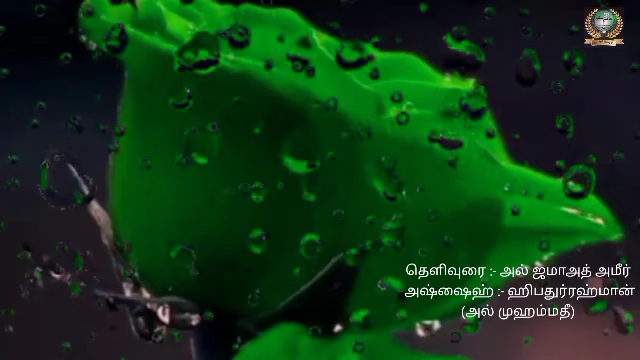 தெளிவுரை :- அல் ஜமாஅத் அமீர்
அஷ்ஷைஹ் :- ஹிபதுர்ரஹ்மான்
(அல் முஹம்மதீ)